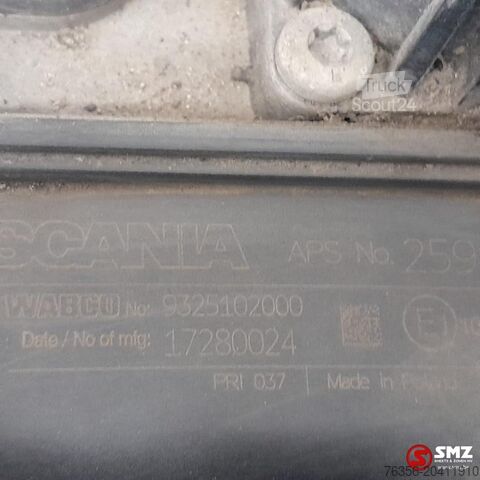 Truck
Scout24
SCANIA APS No. 259
WABCO No: 9325102000
Date / No of mfg: 17280024
E 10
PRI 037 Made in Poland
SMZ
76356-20411910